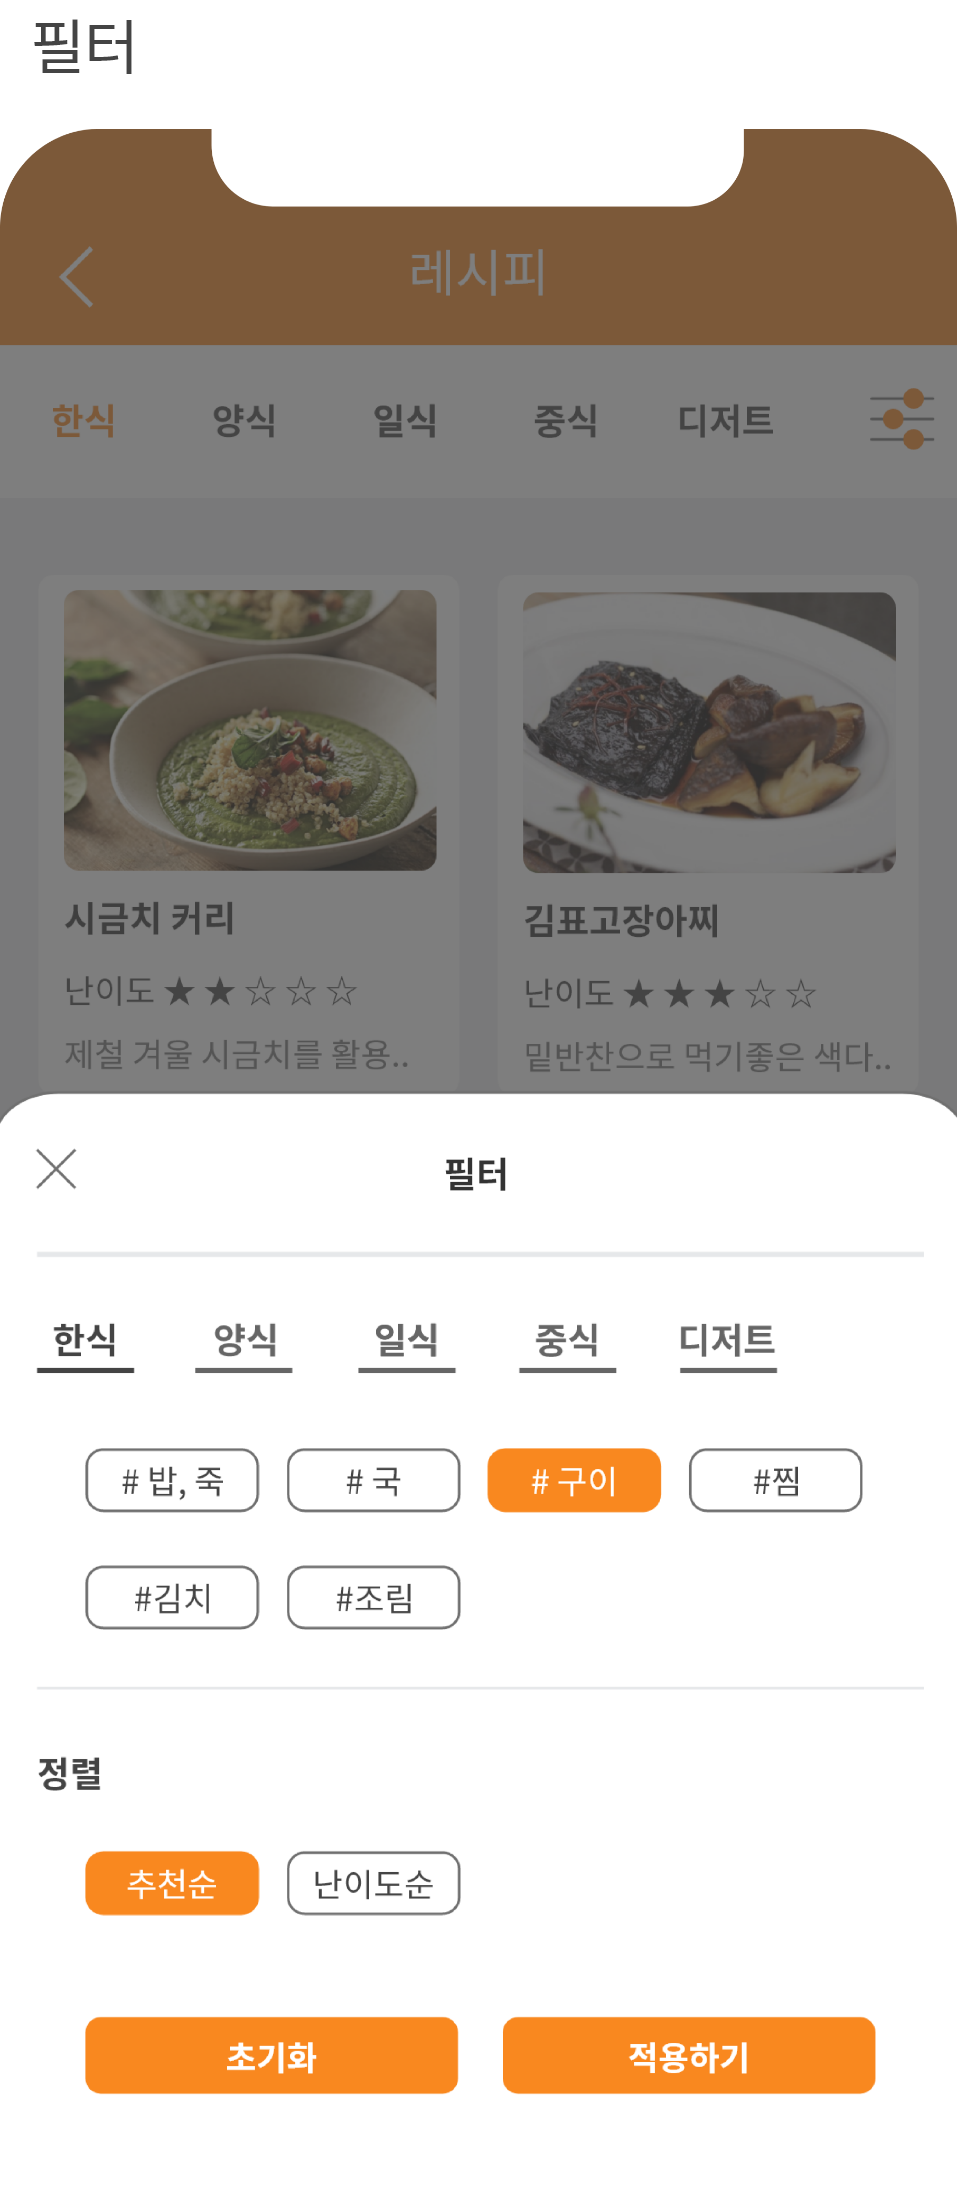 필터
레시피
한식 양식 일식 중식 디저트
시금치 커리
난이도 ★ ★ ☆ ☆ ☆
제철 겨울 시금치를 활용..
김표고장아찌
난이도 ★ ★ ★ ☆ ☆
밑반찬으로 먹기좋은 색다..
필터
한식 양식 일식 중식 디저트
# 밥, 죽 # 국 # 구이 #찜
#김치 #조림
정렬
추천순 난이도순
초기화 적용하기